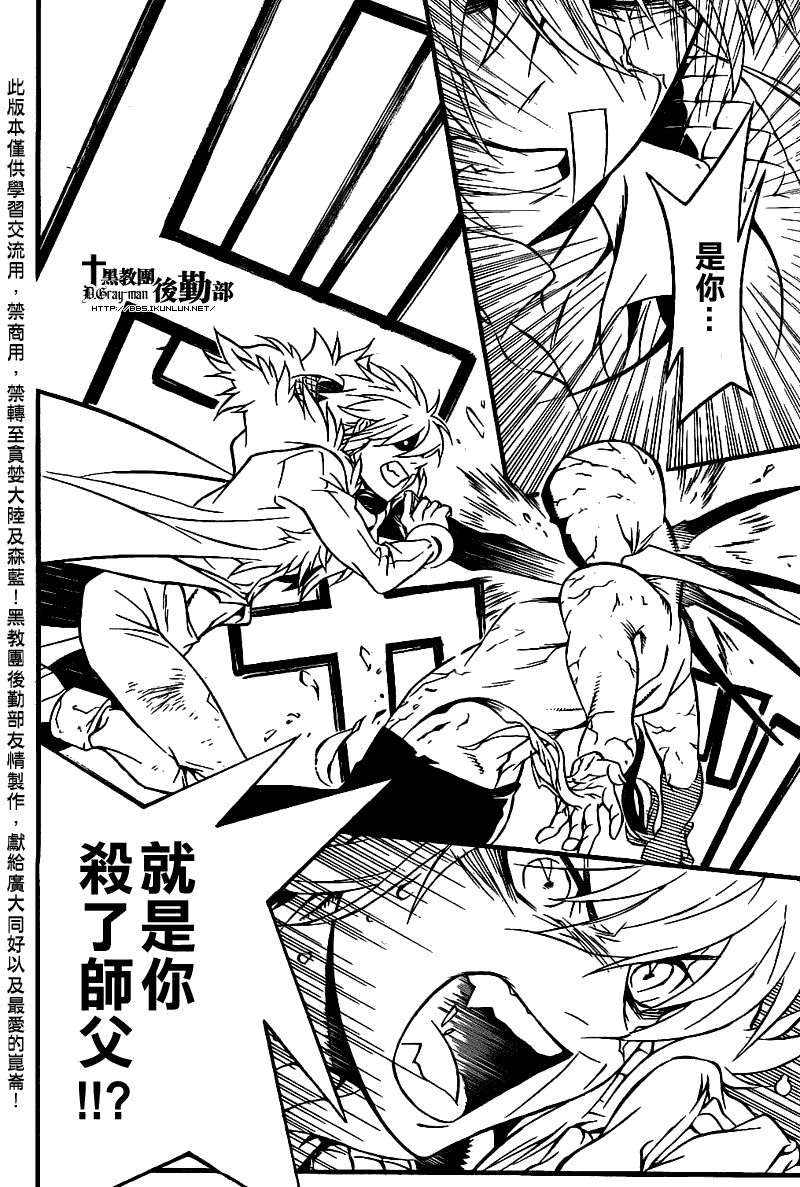 是你…
就是你
殺了師父
!!?
黑教團
D.Gray-man 後勤部
HTTP://BBS.IKUNLUN.NET/
此版本僅供學習交流用，禁商用，禁轉至貪婪大陸及森藍！黑教團後勤部友情製作，獻給廣大同好以及最愛的崑崙！